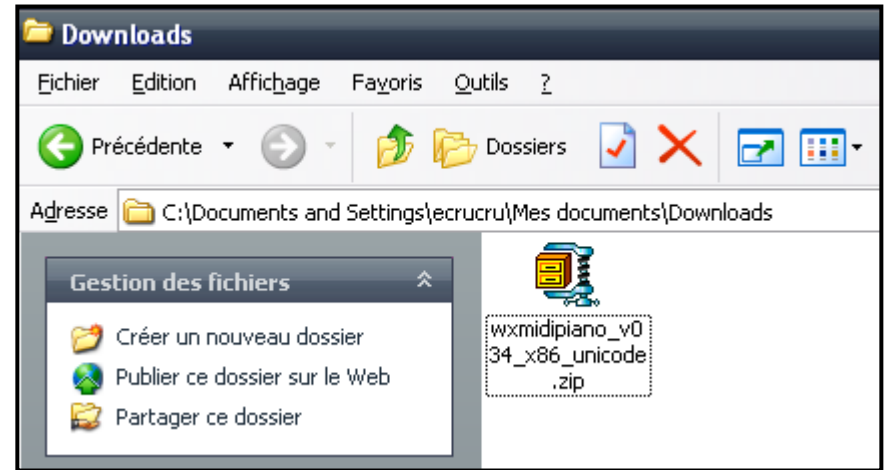 Downloads
Fichier Edition Affichage Favoris Outils ?
Précédente Dossiers
Adresse C:\Documents and Settings\ecrucru\Mes documents\Downloads
Gestion des fichiers
Créer un nouveau dossier
Publier ce dossier sur le Web
Partager ce dossier
wxmidipiano_v0
34_x86_unicode
.zip